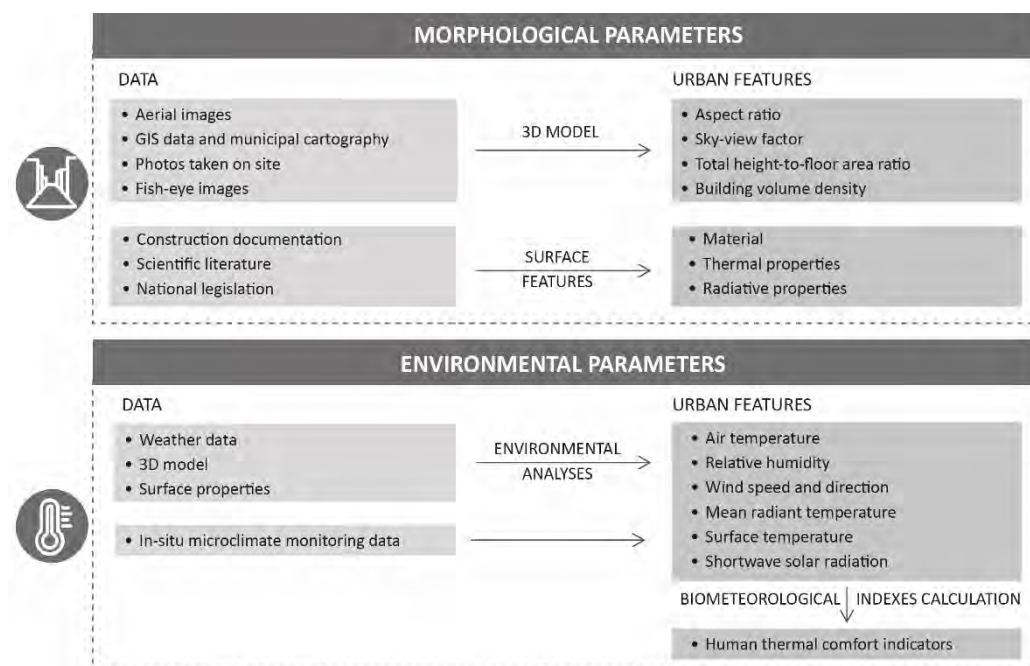 MORPHOLOGICAL PARAMETERS
DATA
• Aerial images
• GIS data and municipal cartography
• Photos taken on site
• Fish-eye images
3D MODEL
URBAN FEATURES
• Aspect ratio
• Sky-view factor
• Total height-to-floor area ratio
• Building volume density
• Construction documentation
• Scientific literature
• National legislation
SURFACE
FEATURES
• Material
• Thermal properties
• Radiative properties
ENVIRONMENTAL PARAMETERS
DATA
• Weather data
• 3D model
• Surface properties
• In-situ microclimate monitoring data
ENVIRONMENTAL
ANALYSES
URBAN FEATURES
• Air temperature
• Relative humidity
• Wind speed and direction
• Mean radiant temperature
• Surface temperature
• Shortwave solar radiation
BIOMETEOROLOGICAL INDEXES CALCULATION
• Human thermal comfort indicators